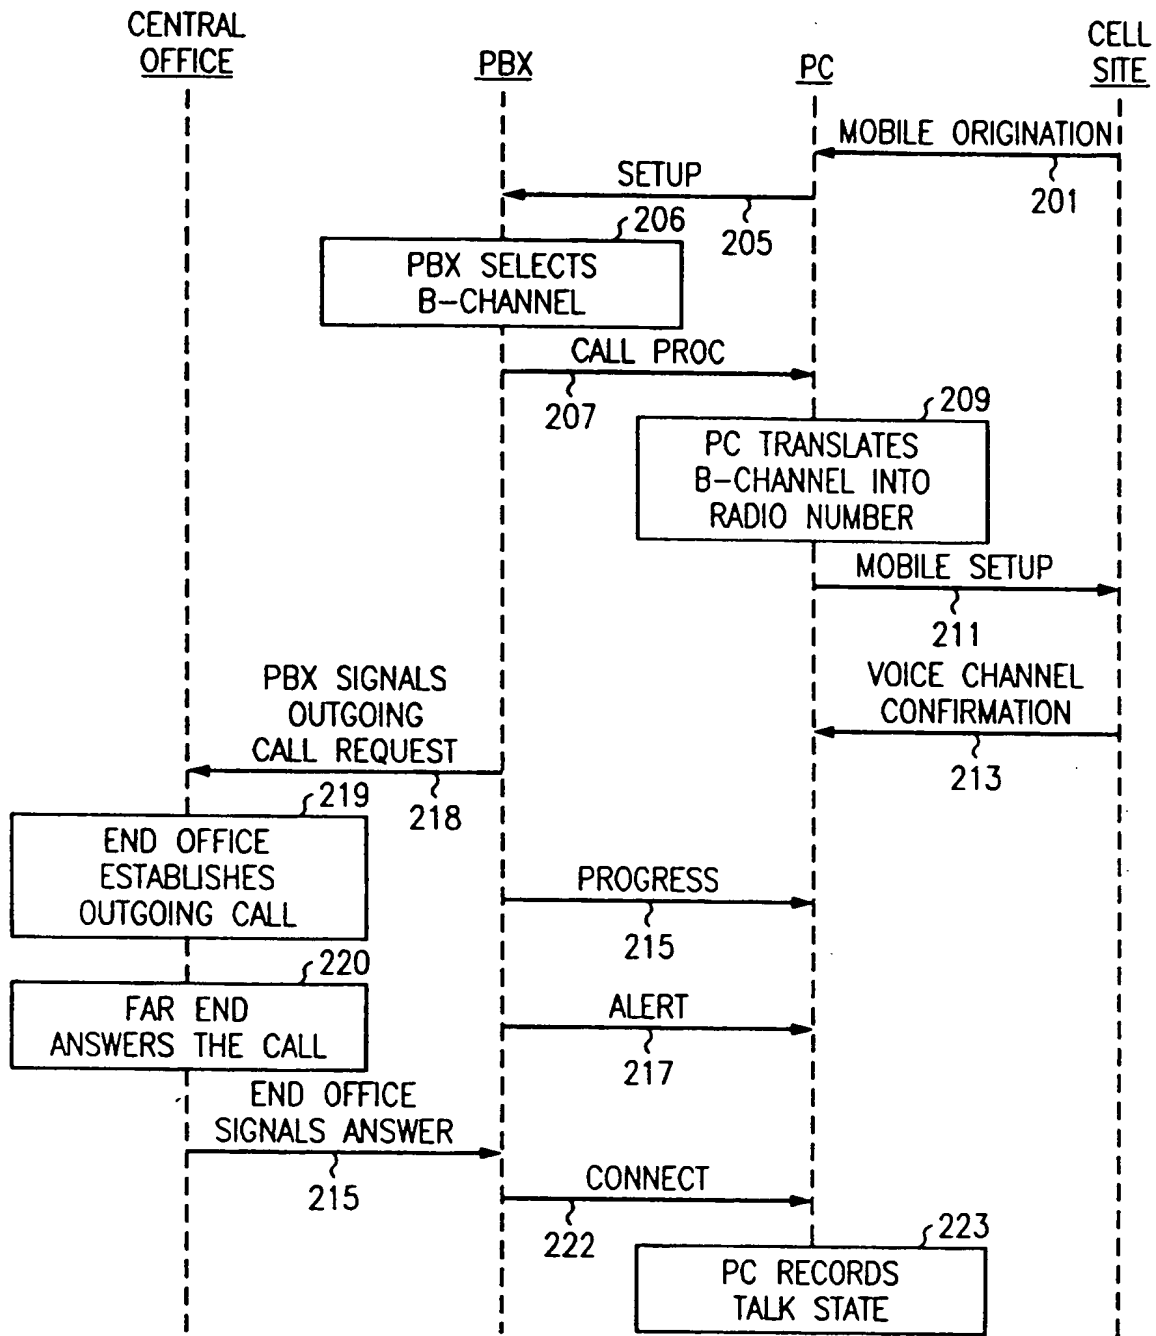 CENTRAL
OFFICE
PBX
PC
CELL
SITE
MOBILE ORIGINATION
201
SETUP
205
206
PBX SELECTS
B-CHANNEL
CALL PROC
207
209
PC TRANSLATES
B-CHANNEL INTO
RADIO NUMBER
MOBILE SETUP
211
VOICE CHANNEL
CONFIRMATION
213
PBX SIGNALS
OUTGOING
CALL REQUEST
218
219
END OFFICE
ESTABLISHES
OUTGOING CALL
PROGRESS
215
220
FAR END
ANSWERS THE CALL
ALERT
217
END OFFICE
SIGNALS ANSWER
215
CONNECT
222
223
PC RECORDS
TALK STATE